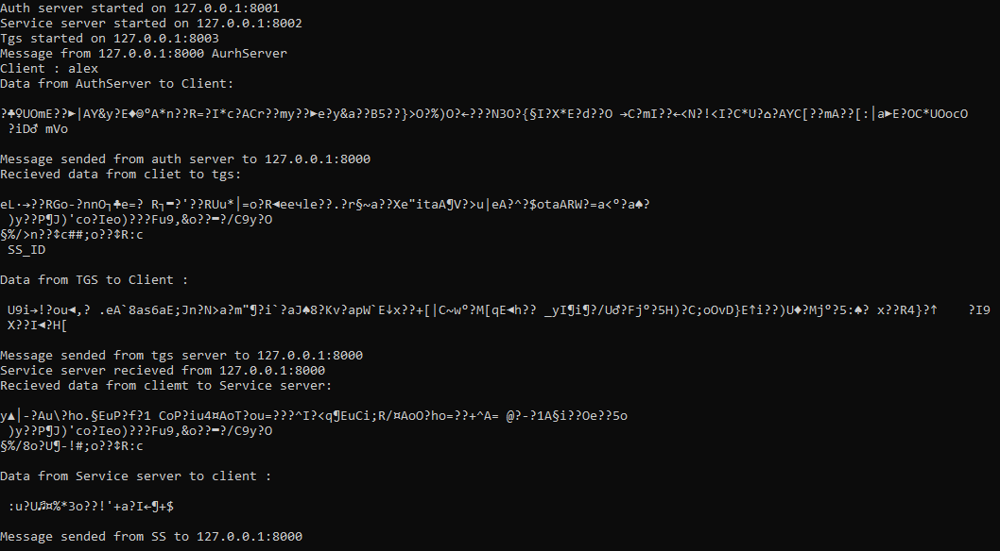 Auth server started on 127.0.0.1:8001
Service server started on 127.0.0.1:8002
Tgs started on 127.0.0.1:8003
Message from 127.0.0.1:8000 AurhServer
Client : alex
Data from AuthServer to Client:
?♣♀UOmE??►|AY&y?E♦☺°A*n??R=?I*c?ACr??my??►e?y&a??B5??}>O?%)O?←???N3O?{§I?X*E?d??O →C?mI??←<N?!<I?C*U?⌂?AYC[??mA??[:|a►E?OC*UOocO
?iD♂ mVo
Message sended from auth server to 127.0.0.1:8000
Recieved data from cliet to tgs:
eL·→??RGo-?nnO┐♣e=? R┐╍?'??RUu*│=o?R◄eeчle??.?r§~a??Xe"itaA¶V?>u|eA?^?$otaARW?=a<°?a♠?
)y??P¶J)'co?Ieo)???Fu9,&o??╍?/C9y?O
§%/>n??↕c##;o??↕R:c
SS_ID
Data from TGS to Client :
U9i→!?ou◄,? .eA`8as6aE;Jn?N>a?m"¶?i`?aJ♠8?Kv?apW`E↓x??+[|C~w°?M[qE◄h?? _yI¶i¶?/U♂?Fj°?5H)?C;oOvD}E↑i??)U♦?Mj°?5:♠? x??R4}?↑ ?I9
X??I◄?H[
Message sended from tgs server to 127.0.0.1:8000
Service server recieved from 127.0.0.1:8000
Recieved data from cliemt to Service server:
y▲│-?Au\?ho.§EuP?f?1 CoP?iu4¤AoT?ou=???^I?<q¶EuCi;R/¤AoO?ho=??+^A= @?-?1A§i??Oe??5o
)y??P¶J)'co?Ieo)???Fu9,&o??╍?/C9y?O
§%/8o?U¶-!#;o??↕R:c
Data from Service server to client :
:u?U♫¤%*3o??!'+a?I←¶+$
Message sended from SS to 127.0.0.1:8000